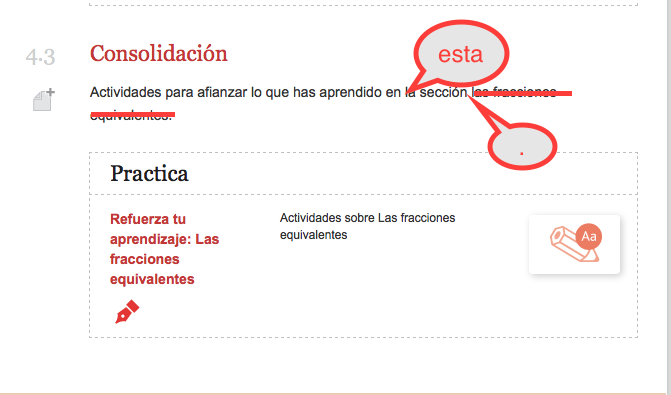 esta
4.3 Consolidación
Actividades para afianzar lo que has aprendido en la sección las fracciones
equivalentes.
.
Practica
Refuerza tu
aprendizaje: Las
fracciones
equivalentes
Actividades sobre Las fracciones
equivalentes
Aa